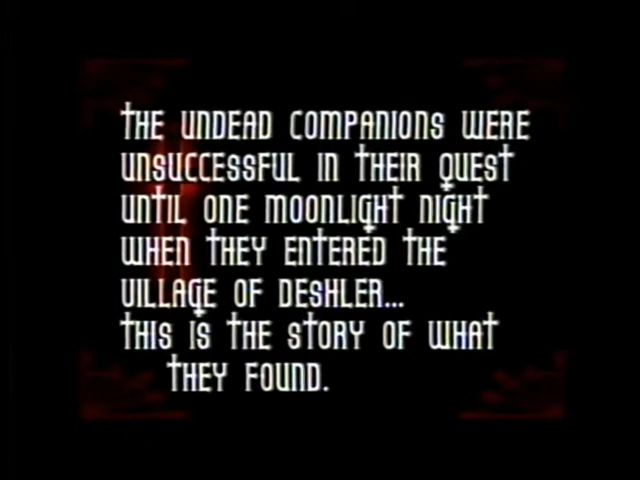 THE UNDEAD COMPANIONS WERE
UNSUCCESSFUL IN THEIR QUEST
UNTIL ONE MOONLIGHT NIGHT
WHEN THEY ENTERED THE
VILLAGE OF DESHLER...
THIS IS THE STORY OF WHAT
THEY FOUND.